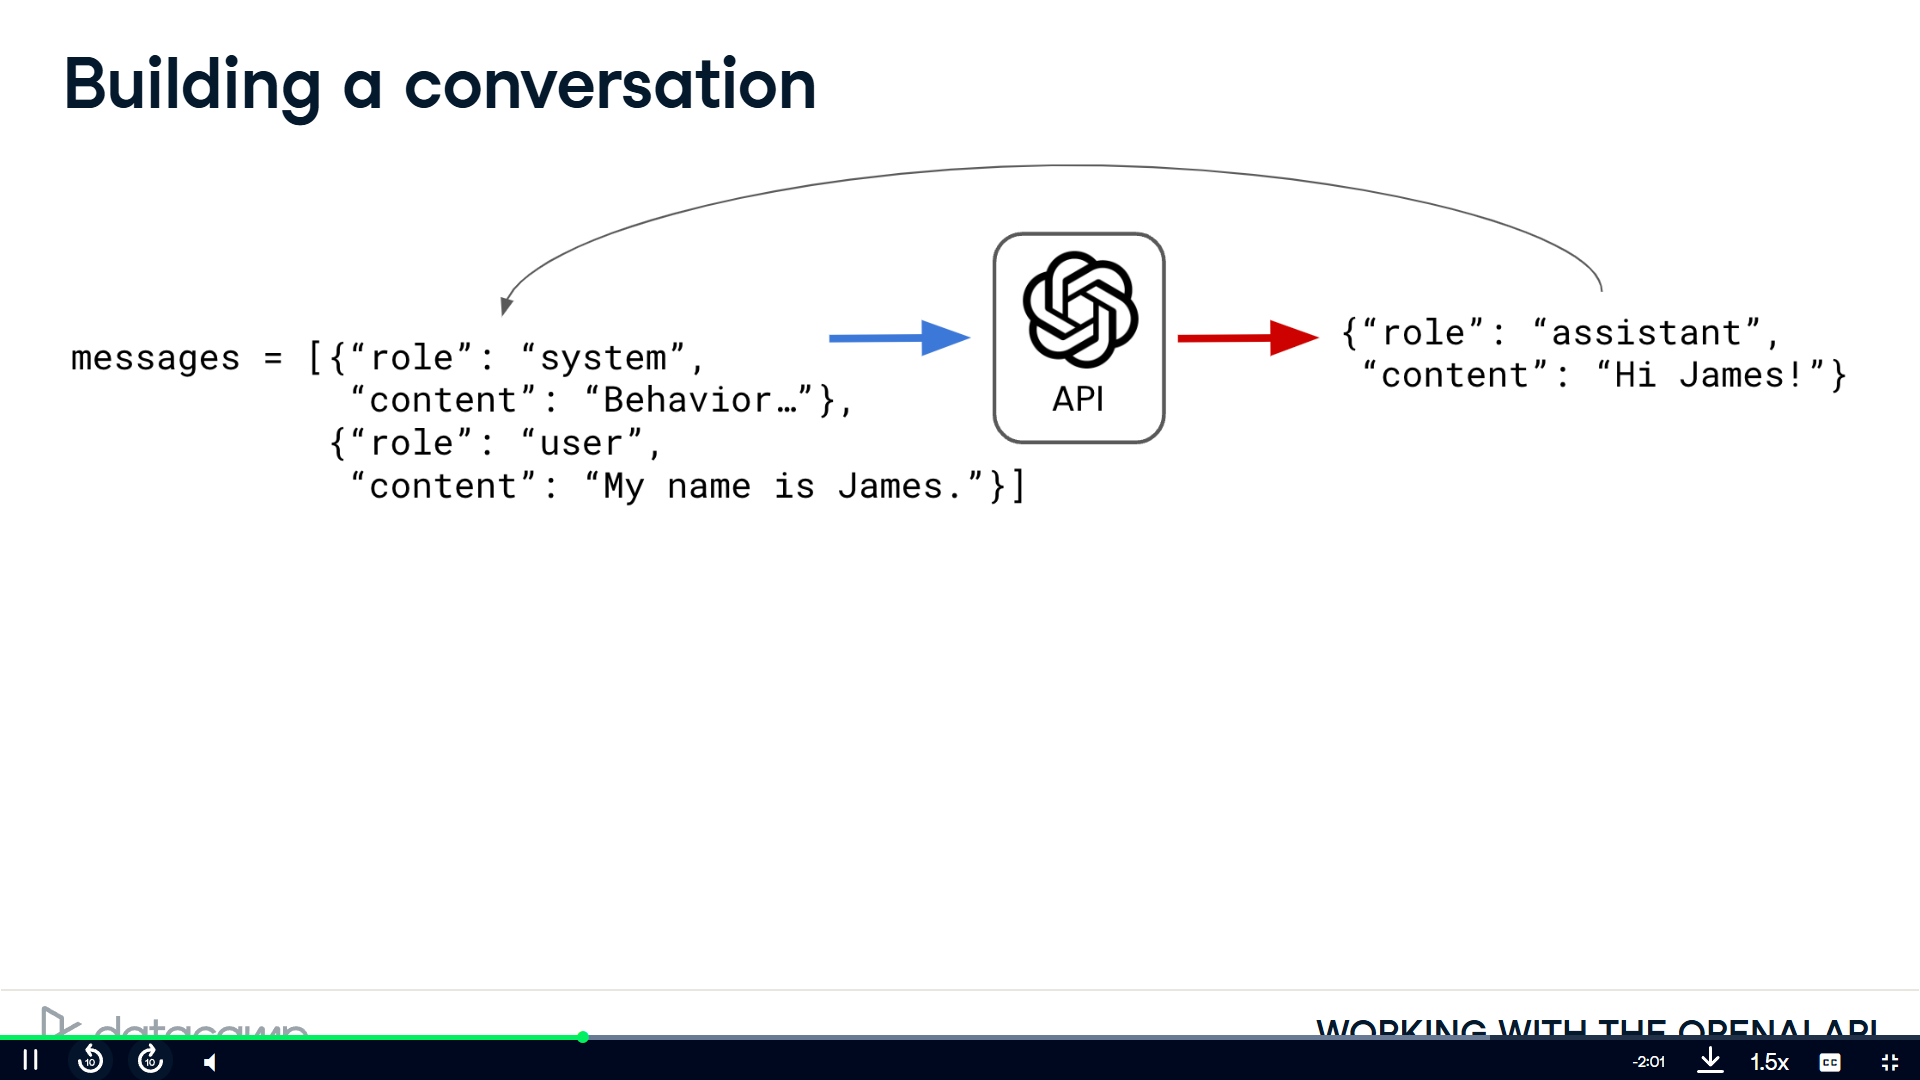 Building a conversation
messages = [{“role”: “system”,
“content”: “Behavior…”},
{“role”: “user”,
“content”: “My name is James.”}]
API
{“role”: “assistant”,
“content”: “Hi James!”}
datacamp
WORKING WITH THE OPENAI API
10
10
-2:01
1.5x
CC